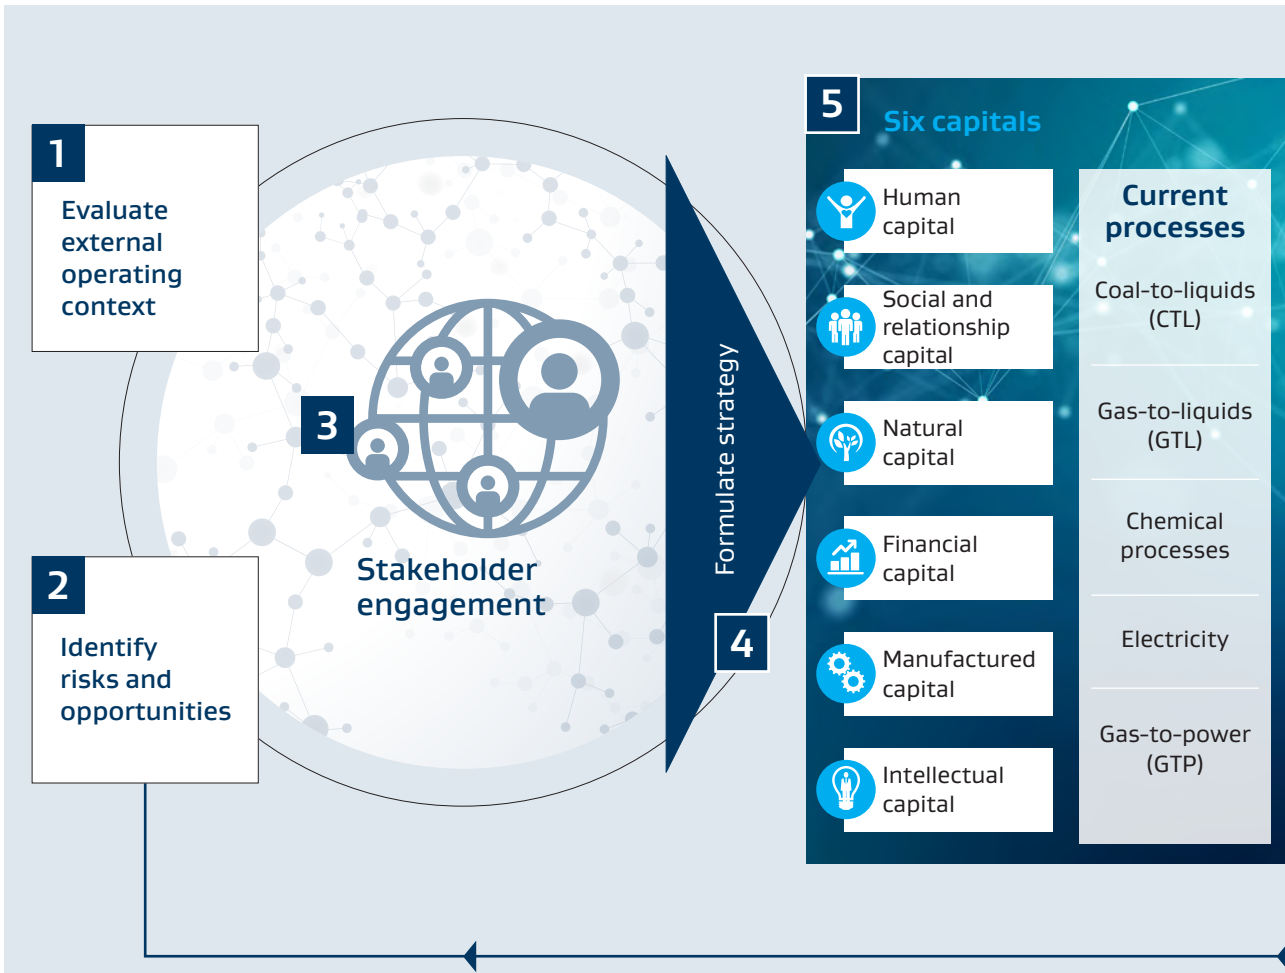 1
Evaluate
external
operating
context
2
Identify
risks and
opportunities
3
Stakeholder
engagement
Formulate strategy
4
5
Six capitals
Human
capital
Social and
relationship
capital
Natural
capital
Financial
capital
Manufactured
capital
Intellectual
capital
Current
processes
Coal-to-liquids
(CTL)
Gas-to-liquids
(GTL)
Chemical
processes
Electricity
Gas-to-power
(GTP)